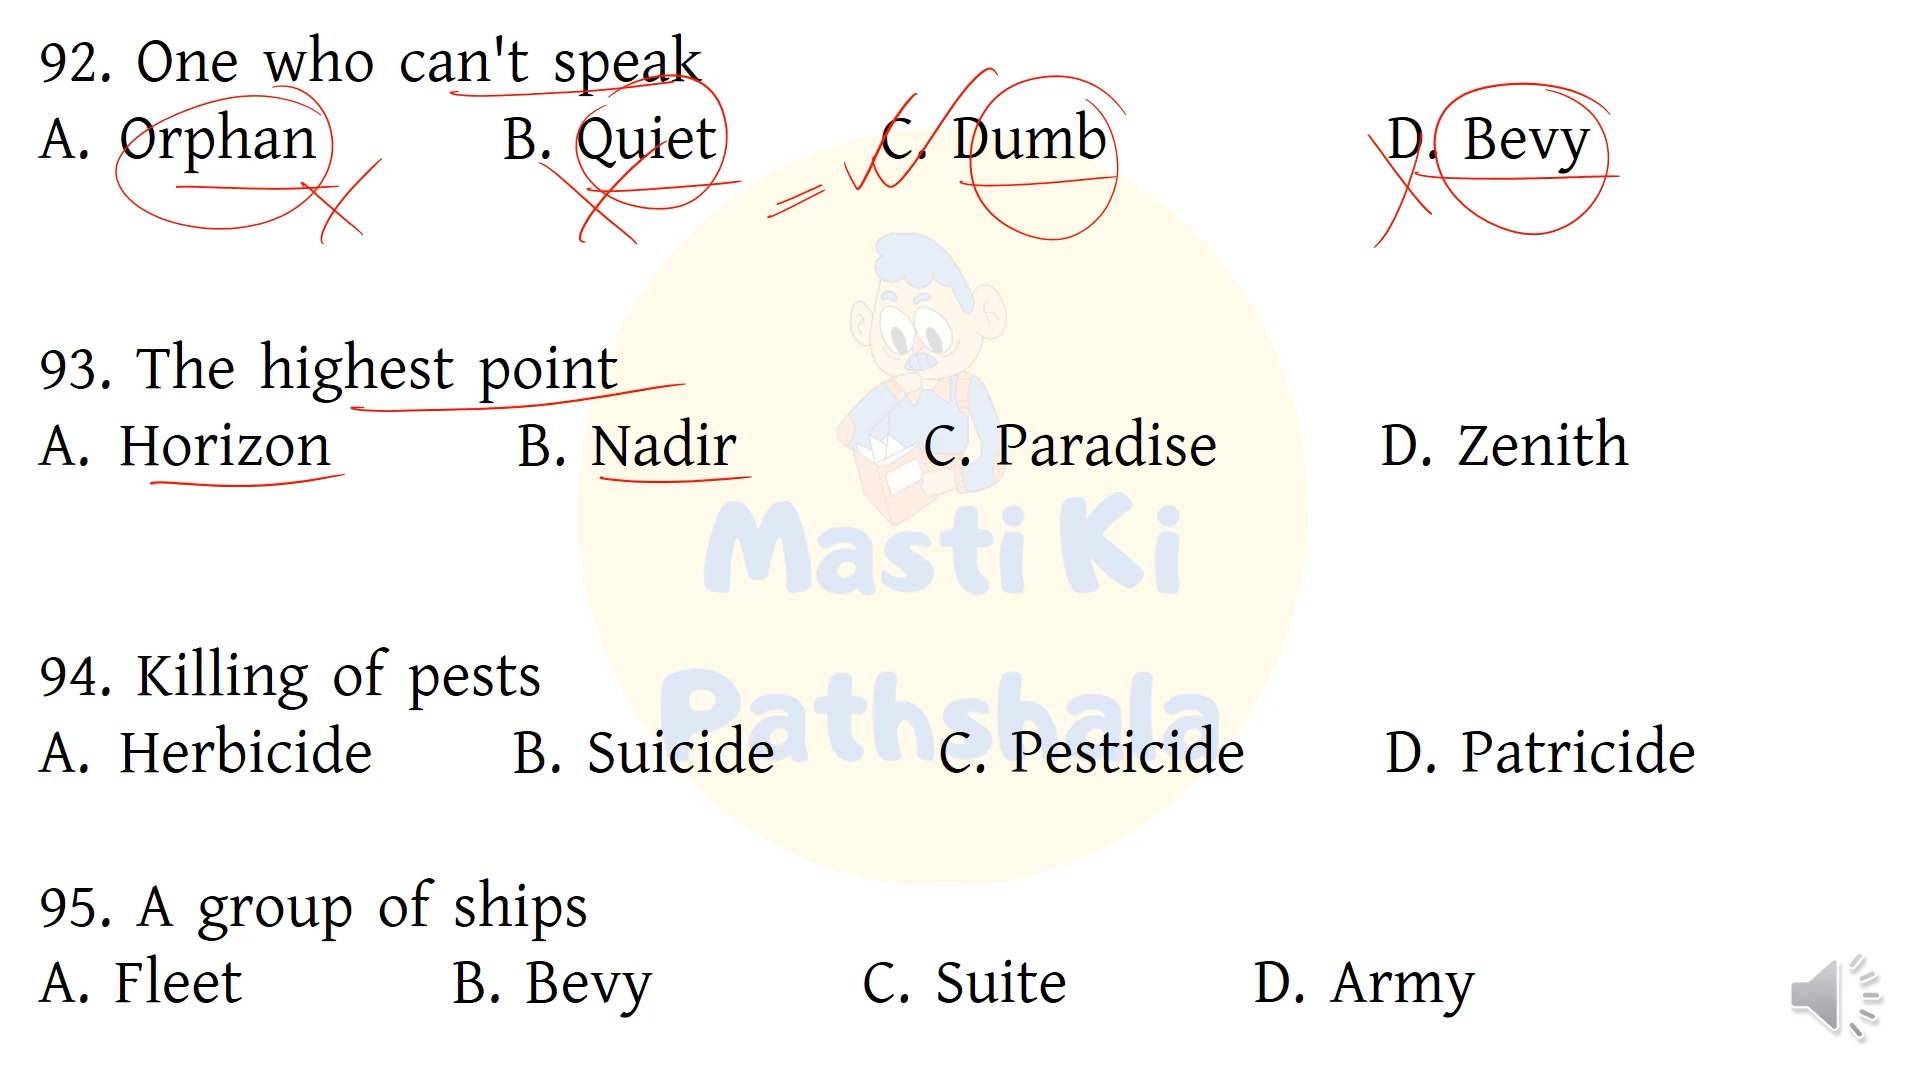 92. One who can't speak
A. Orphan B. Quiet = C. Dumb D. Bevy
93. The highest point
A. Horizon B. Nadir C. Paradise D. Zenith
Masti Ki
94. Killing of pests
Pathshala
A. Herbicide B. Suicide C. Pesticide D. Patricide
95. A group of ships
A. Fleet B. Bevy C. Suite D. Army